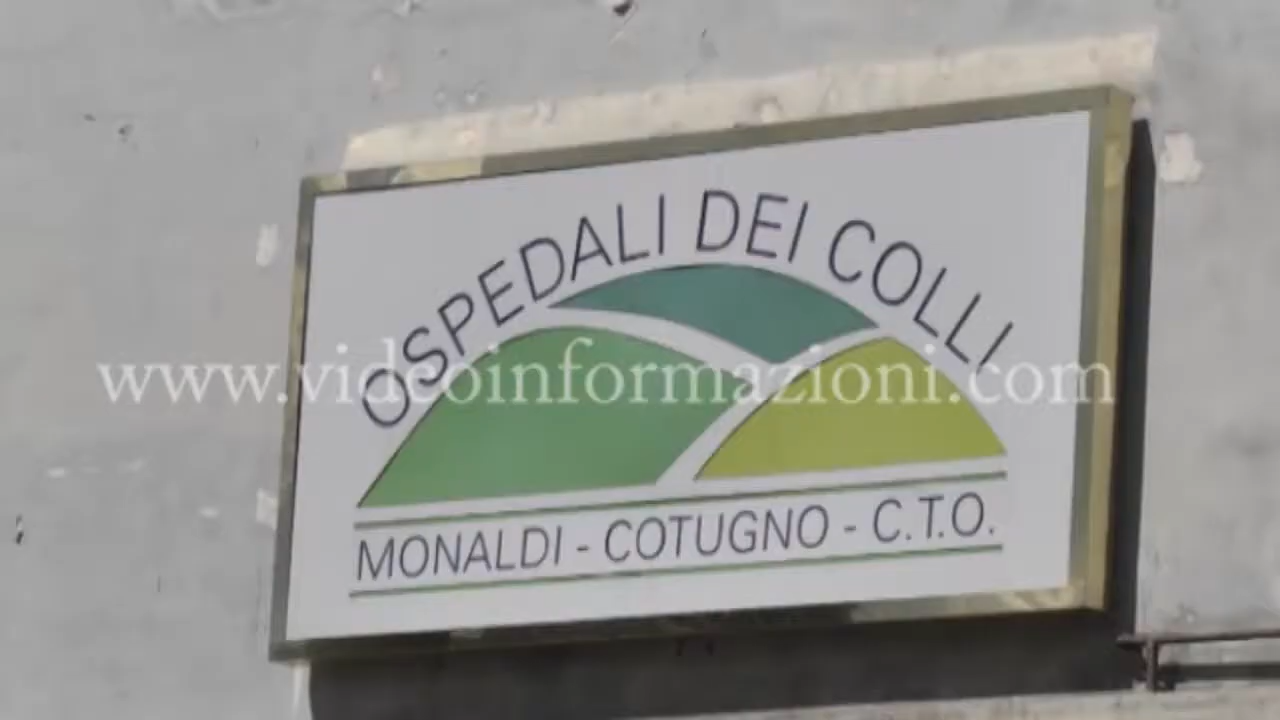 OSPEDALI DEI COLLI
www.videoinformazioni.com
MONALDI - COTUGNO - C.T.O.